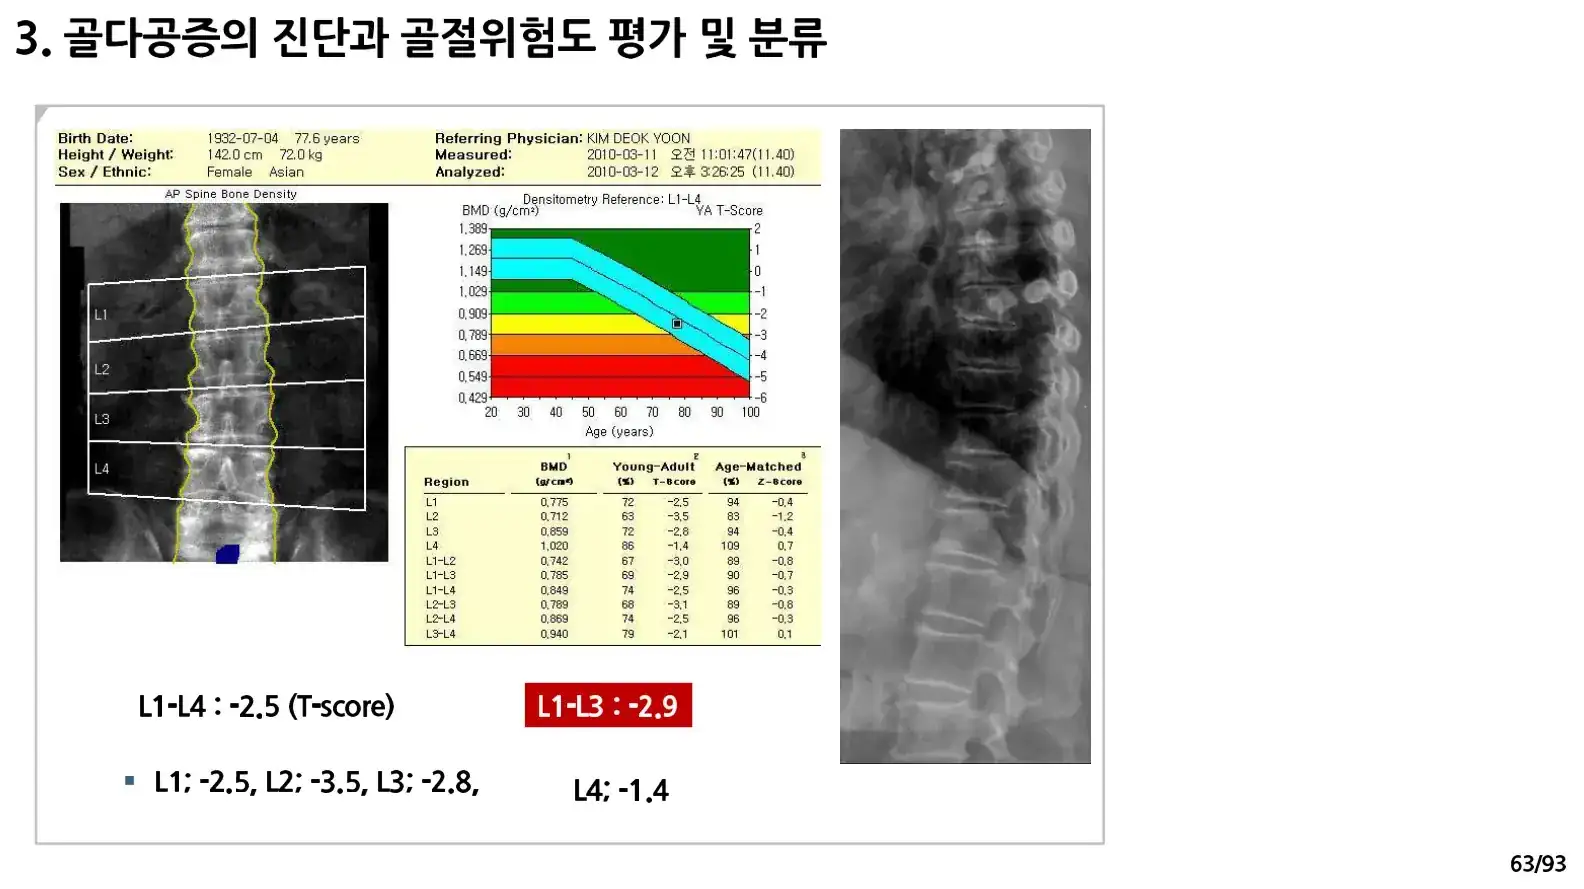 3. 골다공증의 진단과 골절위험도 평가 및 분류
Birth Date: 1932-07-04 77.6 years
Height / Weight: 142.0 cm 72.0 kg
Sex / Ethnic: Female Asian
Referring Physician: KIM DEOK YOON
Measured: 2010-03-11 오전 11:01:47(11.40)
Analyzed: 2010-03-12 오후 3:26:25 (11.40)
AP Spine Bone Density
L1
L2
L3
L4
Densitometry Reference: L1-L4
BMD (g/cm²) YA T-Score
1,389 2
1,269 1
1,149 0
1,029 -1
0,909 -2
0,789 -3
0,669 -4
0,549 -5
0,429 -6
20 30 40 50 60 70 80 90 100
Age (years)
BMD¹ Young-Adult² Age-Matched³
Region (g/cm²) (%) T-Score (%) Z-Score
L1 0,775 72 -2,5 94 -0,4
L2 0,712 63 -3,5 83 -1,2
L3 0,859 72 -2,8 94 -0,4
L4 1,020 86 -1,4 109 0,7
L1-L2 0,742 67 -3,0 89 -0,8
L1-L3 0,785 69 -2,9 90 -0,7
L1-L4 0,849 74 -2,5 96 -0,3
L2-L3 0,789 68 -3,1 89 -0,8
L2-L4 0,869 74 -2,5 96 -0,3
L3-L4 0,940 79 -2,1 101 0,1
L1-L4 : -2.5 (T-score)
L1-L3 : -2.9
▪ L1; -2.5, L2; -3.5, L3; -2.8,
L4; -1.4
63/93